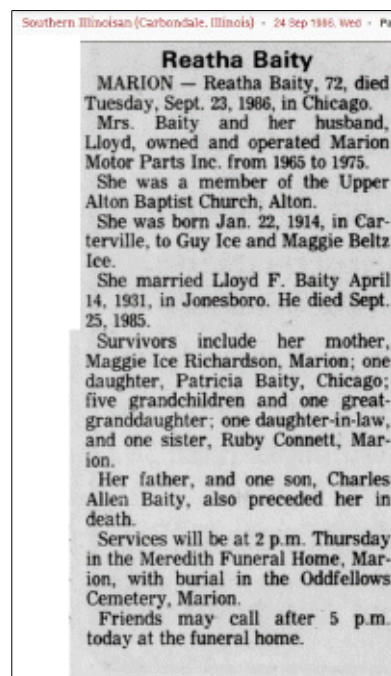 Southern Illinoisan (Carbondale, Illinois) · 24 Sep 1986, Wed ·
Reatha Baity
MARION — Reatha Baity, 72, died
Tuesday, Sept. 23, 1986, in Chicago.
Mrs. Baity and her husband,
Lloyd, owned and operated Marion
Motor Parts Inc. from 1965 to 1975.
She was a member of the Upper
Alton Baptist Church, Alton.
She was born Jan. 22, 1914, in Car-
terville, to Guy Ice and Maggie Beltz
Ice.
She married Lloyd F. Baity April
14, 1931, in Jonesboro. He died Sept.
25, 1985.
Survivors include her mother,
Maggie Ice Richardson, Marion; one
daughter, Patricia Baity, Chicago;
five grandchildren and one great-
granddaughter; one daughter-in-law,
and one sister, Ruby Connett, Mar-
ion.
Her father, and one son, Charles
Allen Baity, also preceded her in
death.
Services will be at 2 p.m. Thursday
in the Meredith Funeral Home, Mar-
ion, with burial in the Oddfellows
Cemetery, Marion.
Friends may call after 5 p.m.
today at the funeral home.